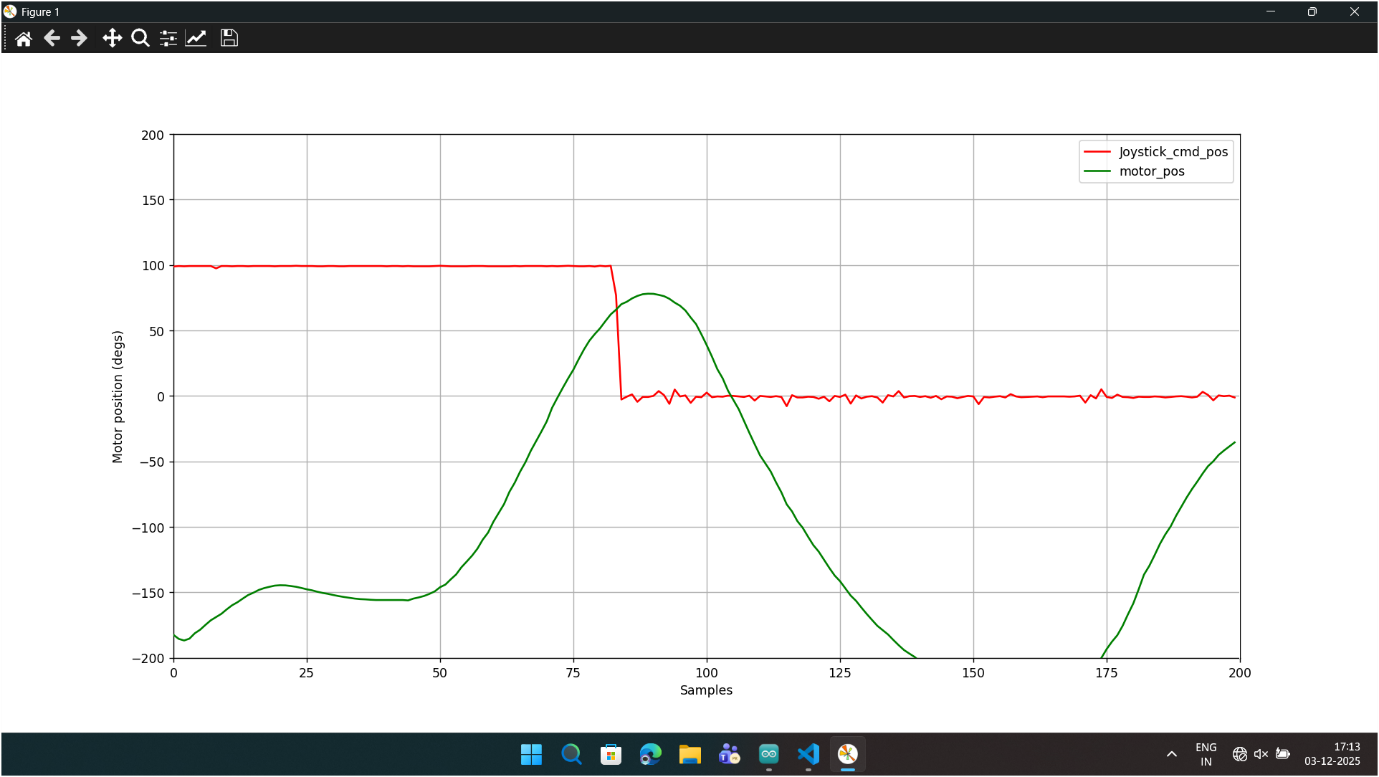 Figure 1
200
150
100
50
0
−50
−100
−150
−200
Motor position (degs)
Joystick_cmd_pos
motor_pos
0 25 50 75 100 125 150 175 200
Samples
ENG
IN
17:13
03-12-2025